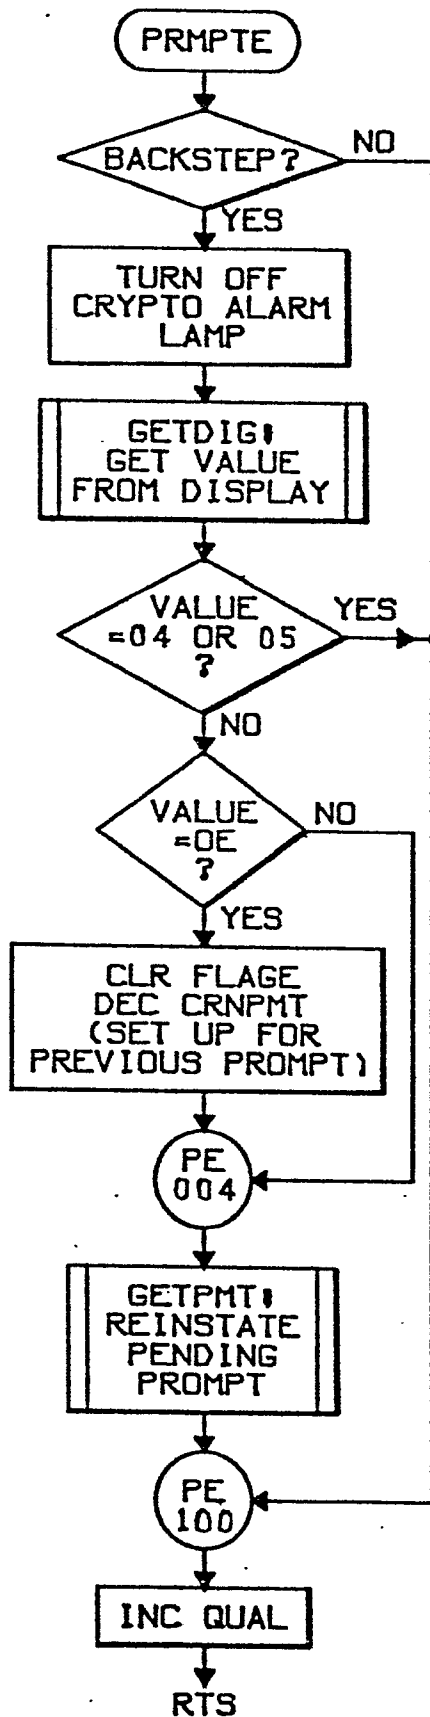 PRMPTE
BACKSTEP?
NO
YES
TURN OFF
CRYPTO ALARM
LAMP
GETDIG:
GET VALUE
FROM DISPLAY
VALUE
=04 OR 05
?
YES
NO
VALUE
=0E
?
NO
YES
CLR FLAGE
DEC CRNPMT
(SET UP FOR
PREVIOUS PROMPT)
PE
004
GETPMT:
REINSTATE
PENDING
PROMPT
PE
100
INC QUAL
RTS